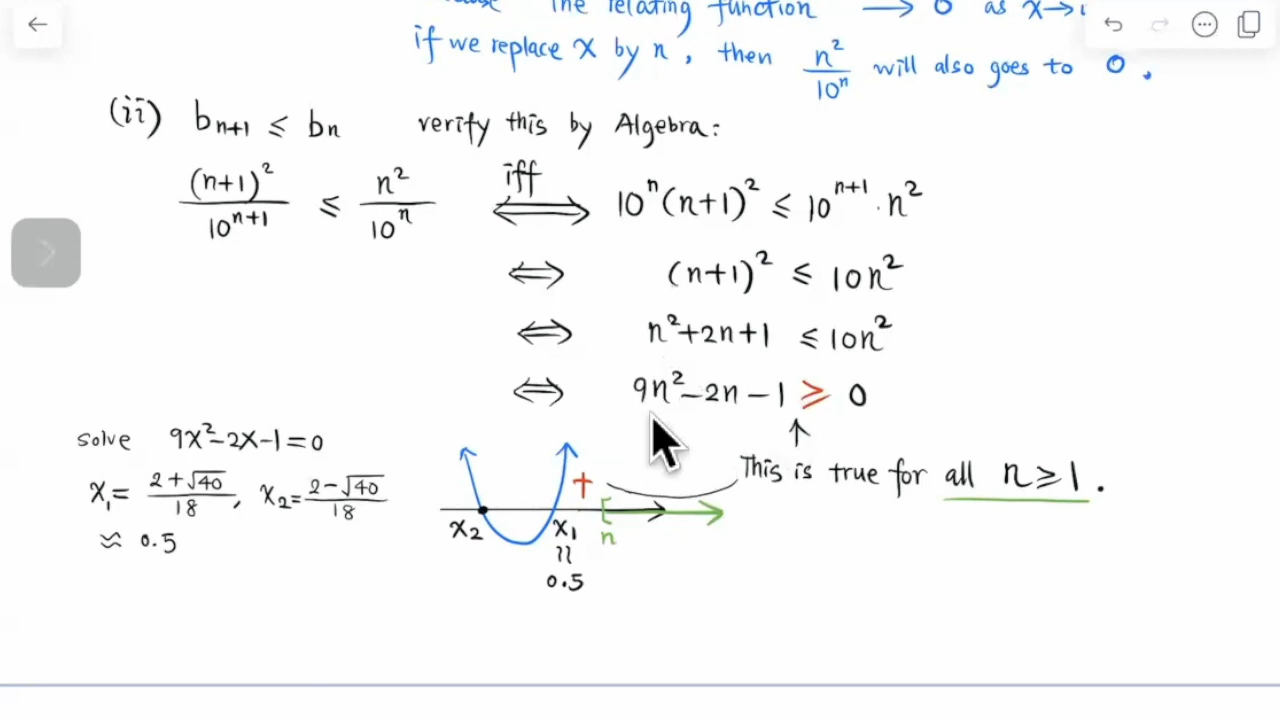 The relating function → 0 as x→
if we replace x by n, then n²/10ⁿ will also goes to 0.
(ii) bₙ₊₁ ≤ bₙ verify this by Algebra:
(n+1)²/10ⁿ⁺¹ ≤ n²/10ⁿ iff ⟺ 10ⁿ(n+1)² ≤ 10ⁿ⁺¹·n²
⟺ (n+1)² ≤ 10n²
⟺ n²+2n+1 ≤ 10n²
⟺ 9n²-2n-1 ≥ 0
↑
This is true for all n≥1.
solve 9x²-2x-1=0
x₁= (2+√40)/18, x₂= (2-√40)/18
≈ 0.5
+
x₂ x₁ [ n
≈
0.5